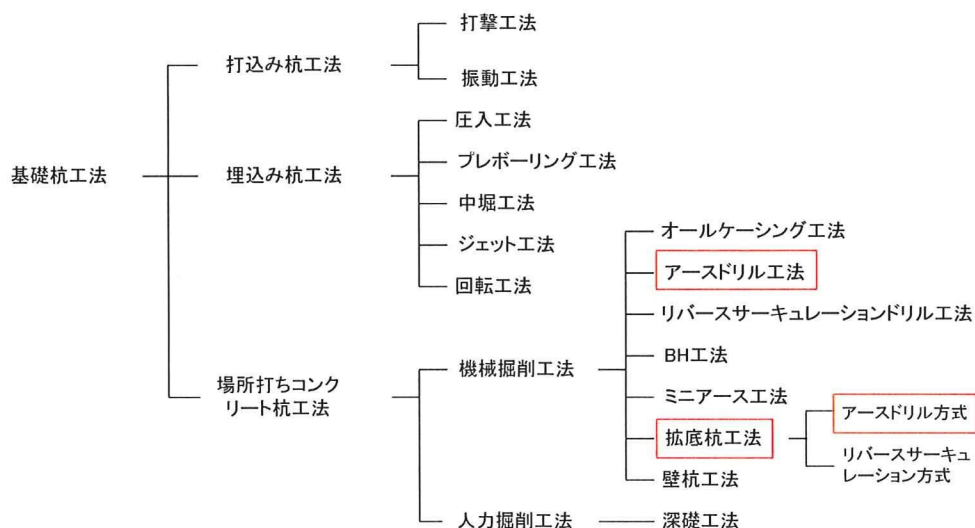 基礎杭工法
打込み杭工法
打撃工法
振動工法
埋込み杭工法
圧入工法
プレボーリング工法
中堀工法
ジェット工法
回転工法
場所打ちコンク
リート杭工法
機械掘削工法
オールケーシング工法
アースドリル工法
リバースサーキュレーションドリル工法
BH工法
ミニアース工法
拡底杭工法
アースドリル方式
リバースサーキュ
レーション方式
壁杭工法
人力掘削工法
深礎工法